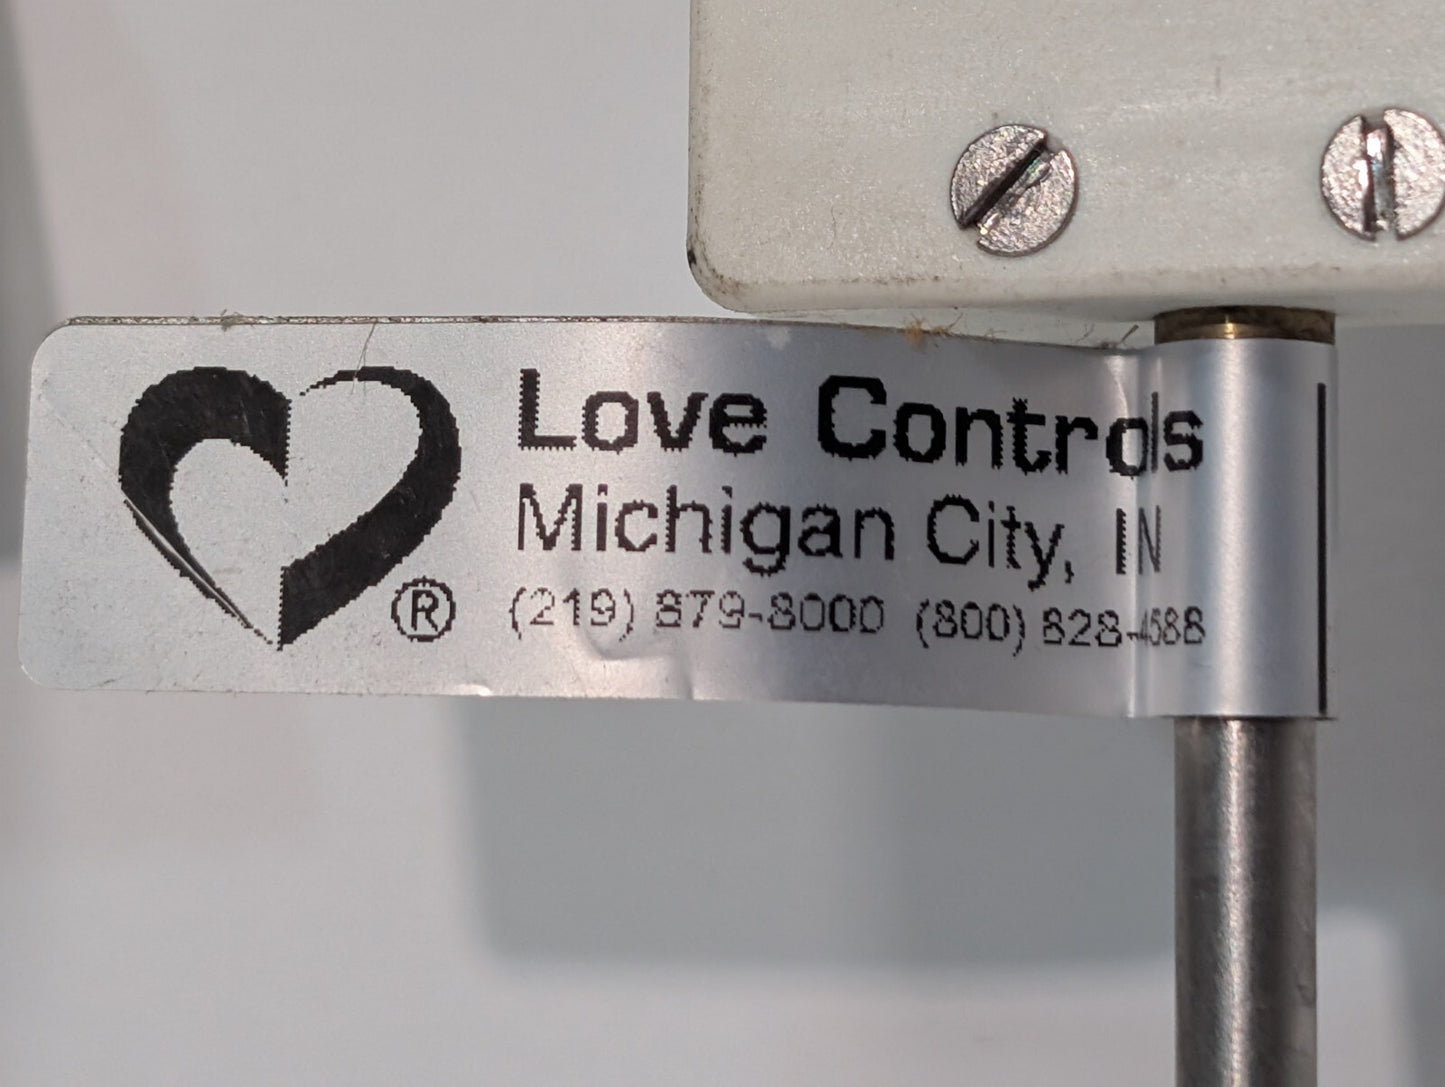 Love Controls
Michigan City, IN
®
(219) 879-8000 (800) 828-4588